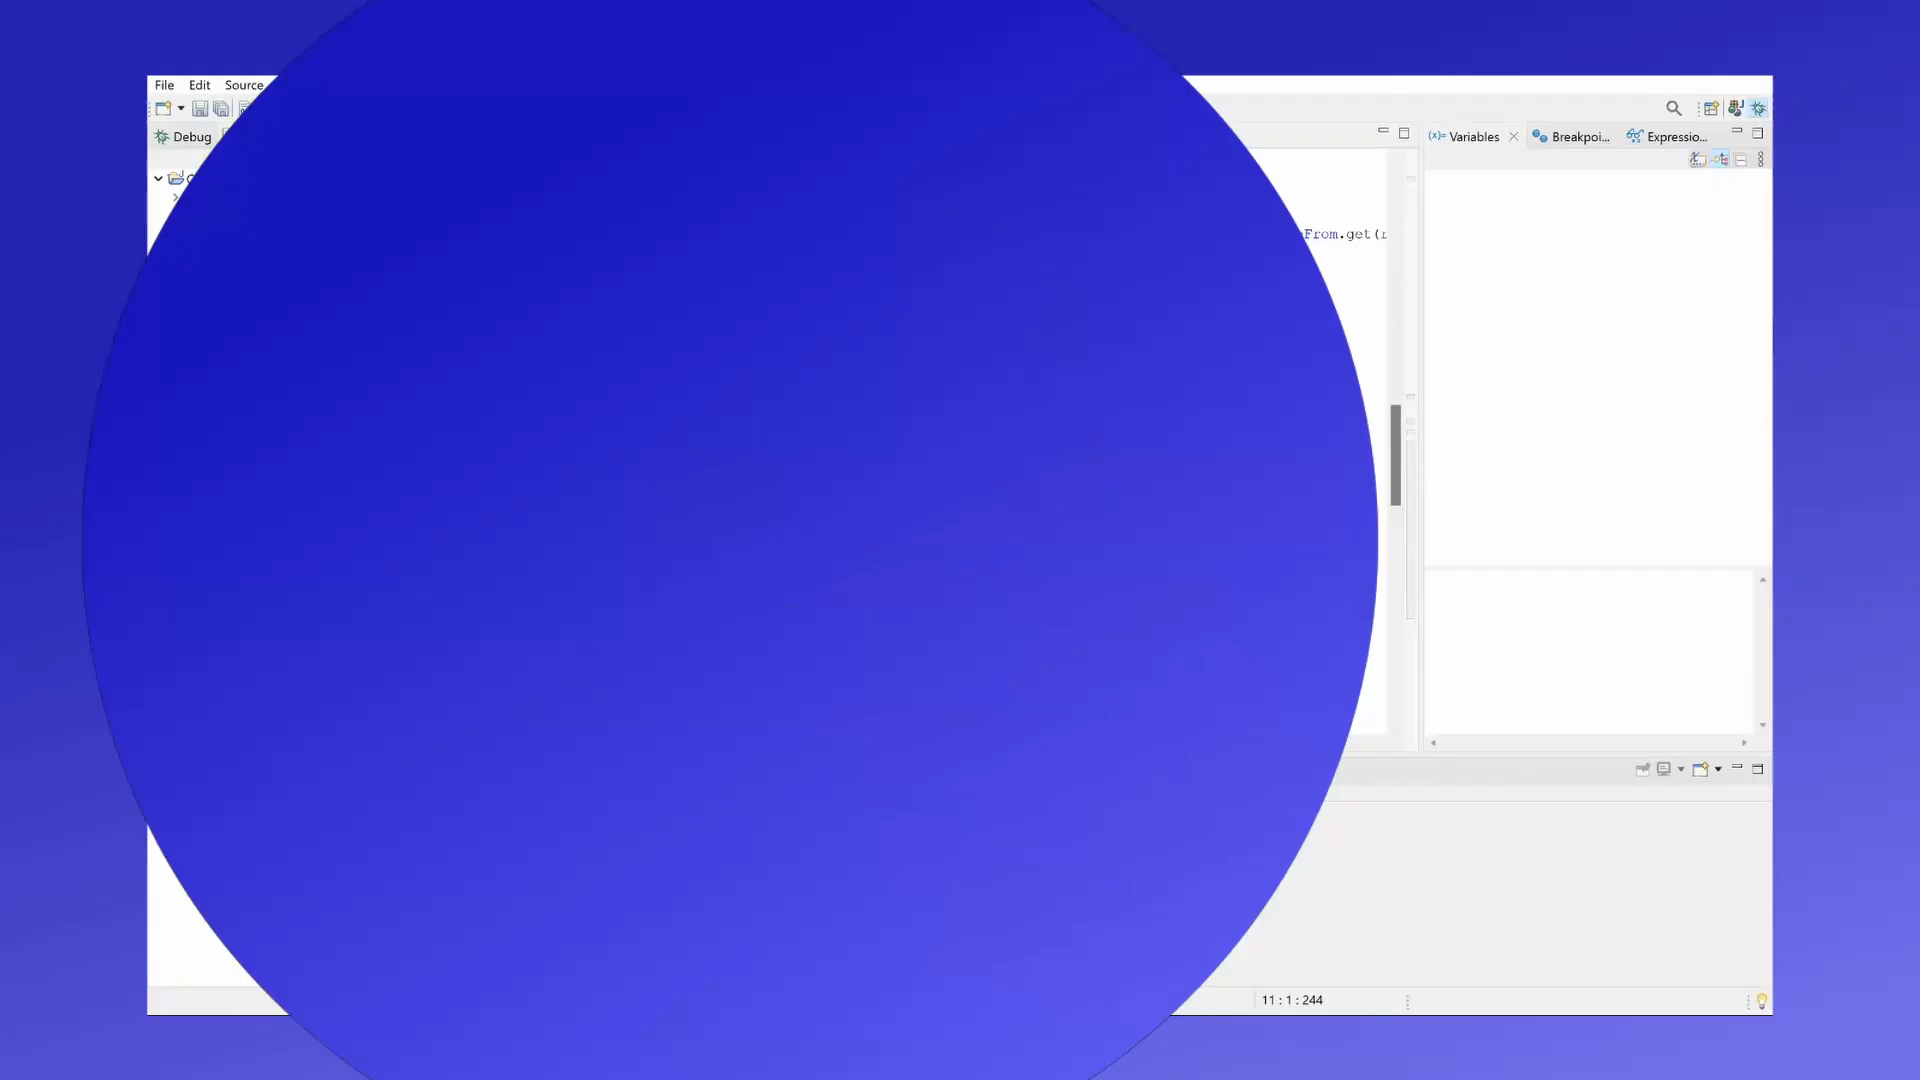 File Edit Source
Debug
Variables Breakpoi... Expressio...
From.get(r
11 : 1 : 244